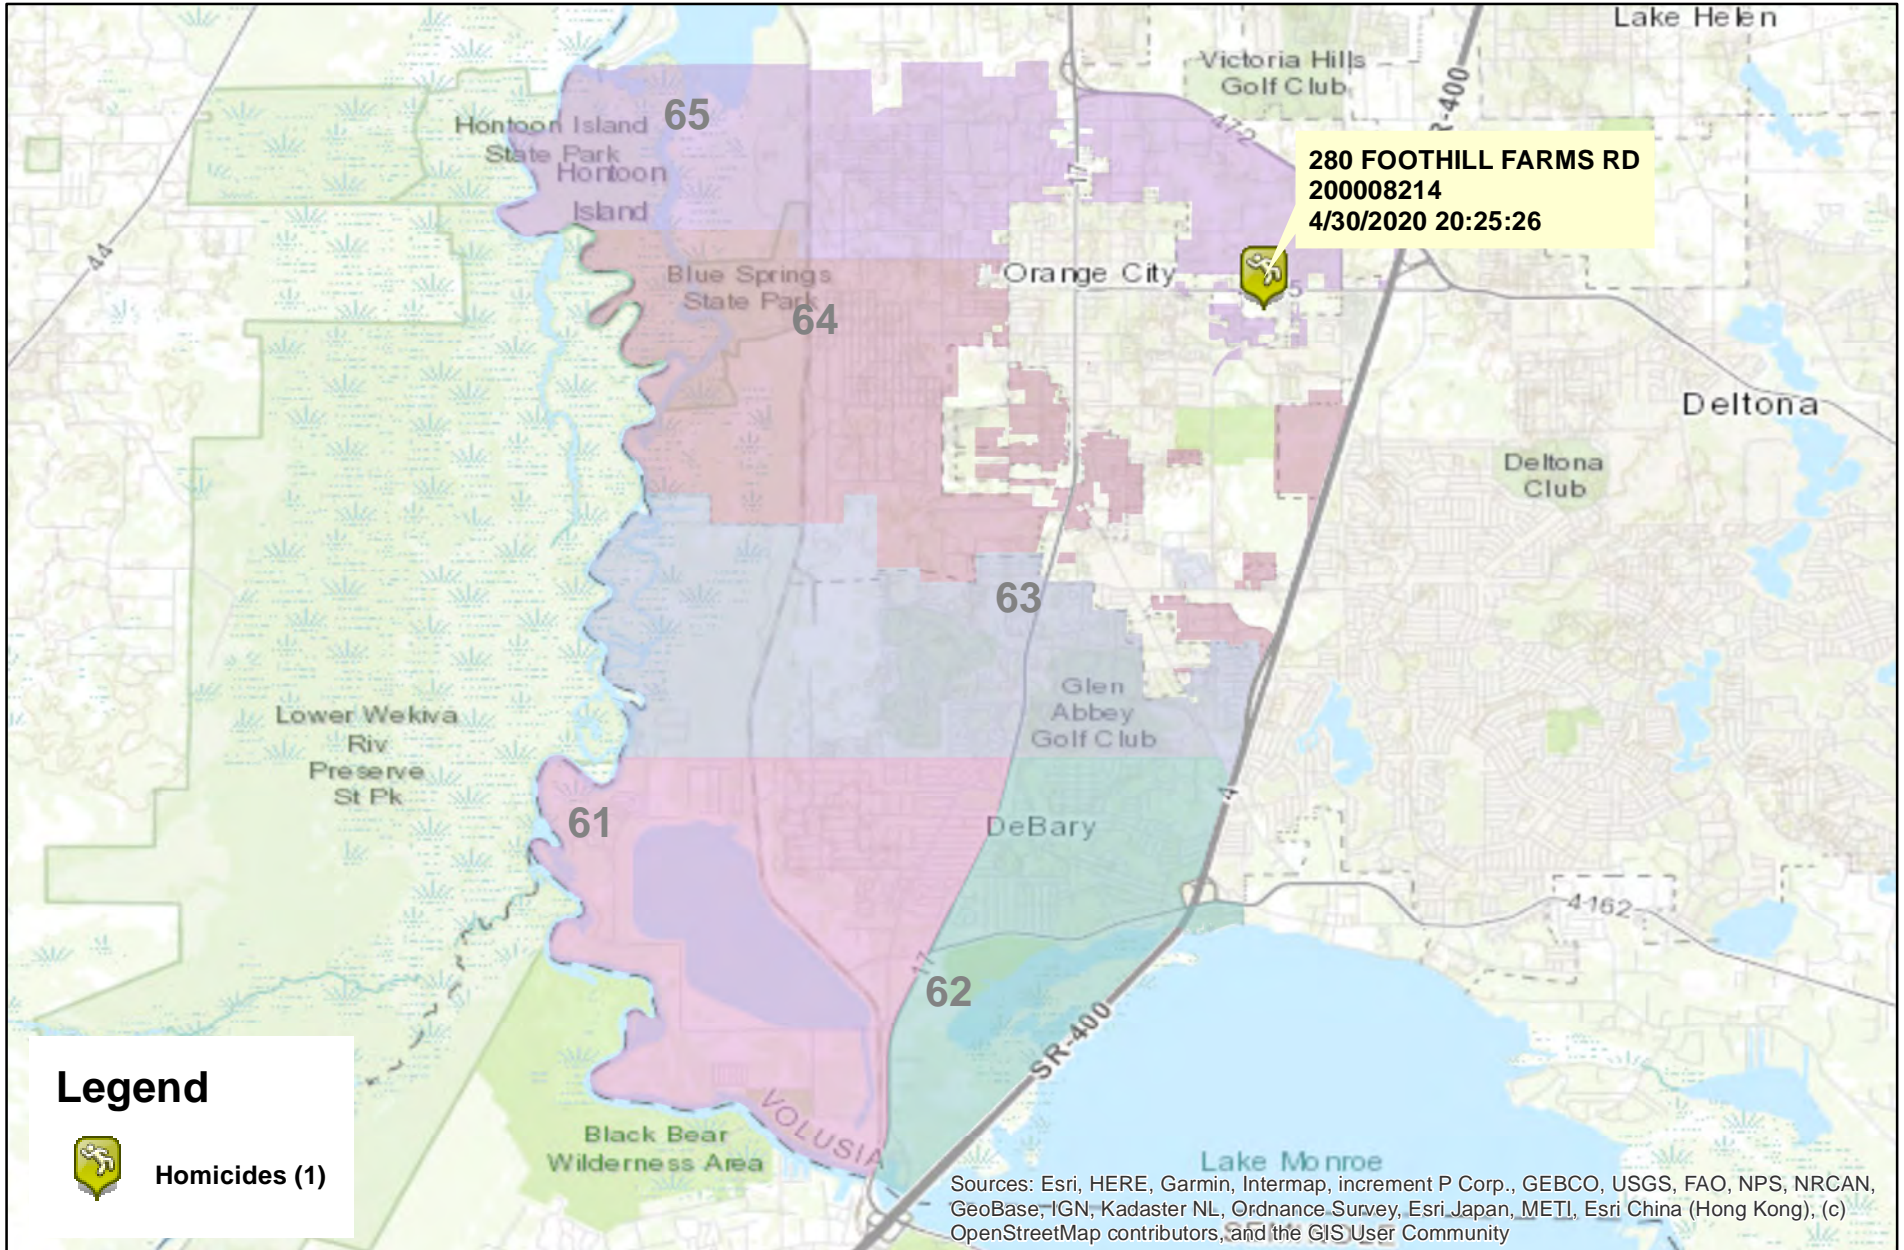 Lake Helen
Victoria Hills
Golf Club
R-400
472
65
Hontoon Island
State Park
Hontoon
Island
17
280 FOOTHILL FARMS RD
200008214
4/30/2020 20:25:26
44
Blue Springs
State Park
64
Orange City
5
Deltona
Deltona
Club
63
Glen
Abbey
Golf Club
Lower Wekiva
Riv
Preserve
St Pk
4
61
DeBary
4162
17
62
SR-400
Legend
Homicides (1)
VOLUSIA
Black Bear
Wilderness Area
Lake Monroe
Sources: Esri, HERE, Garmin, Intermap, increment P Corp., GEBCO, USGS, FAO, NPS, NRCAN,
GeoBase, IGN, Kadaster NL, Ordnance Survey, Esri Japan, METI, Esri China (Hong Kong), (c)
OpenStreetMap contributors, and the GIS User Community